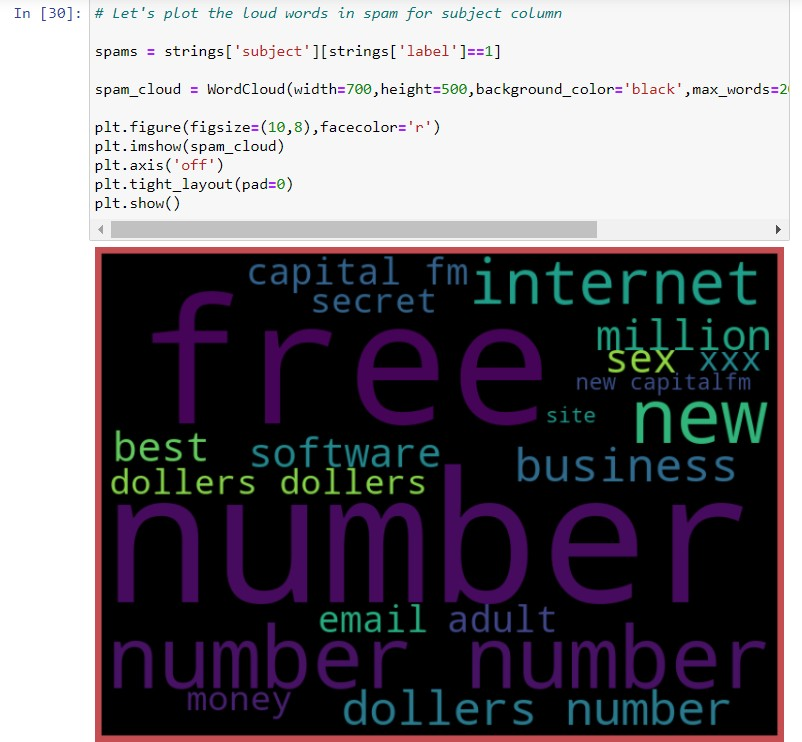 In [30]:
# Let's plot the loud words in spam for subject column
spams = strings['subject'][strings['label']==1]
spam_cloud = WordCloud(width=700,height=500,background_color='black',max_words=2
plt.figure(figsize=(10,8),facecolor='r')
plt.imshow(spam_cloud)
plt.axis('off')
plt.tight_layout(pad=0)
plt.show()
capital fm
internet
secret
free
million
sex xxx
new capitalfm
site
new
best
software
business
dollers dollers
number
email
adult
number number
money
dollers number